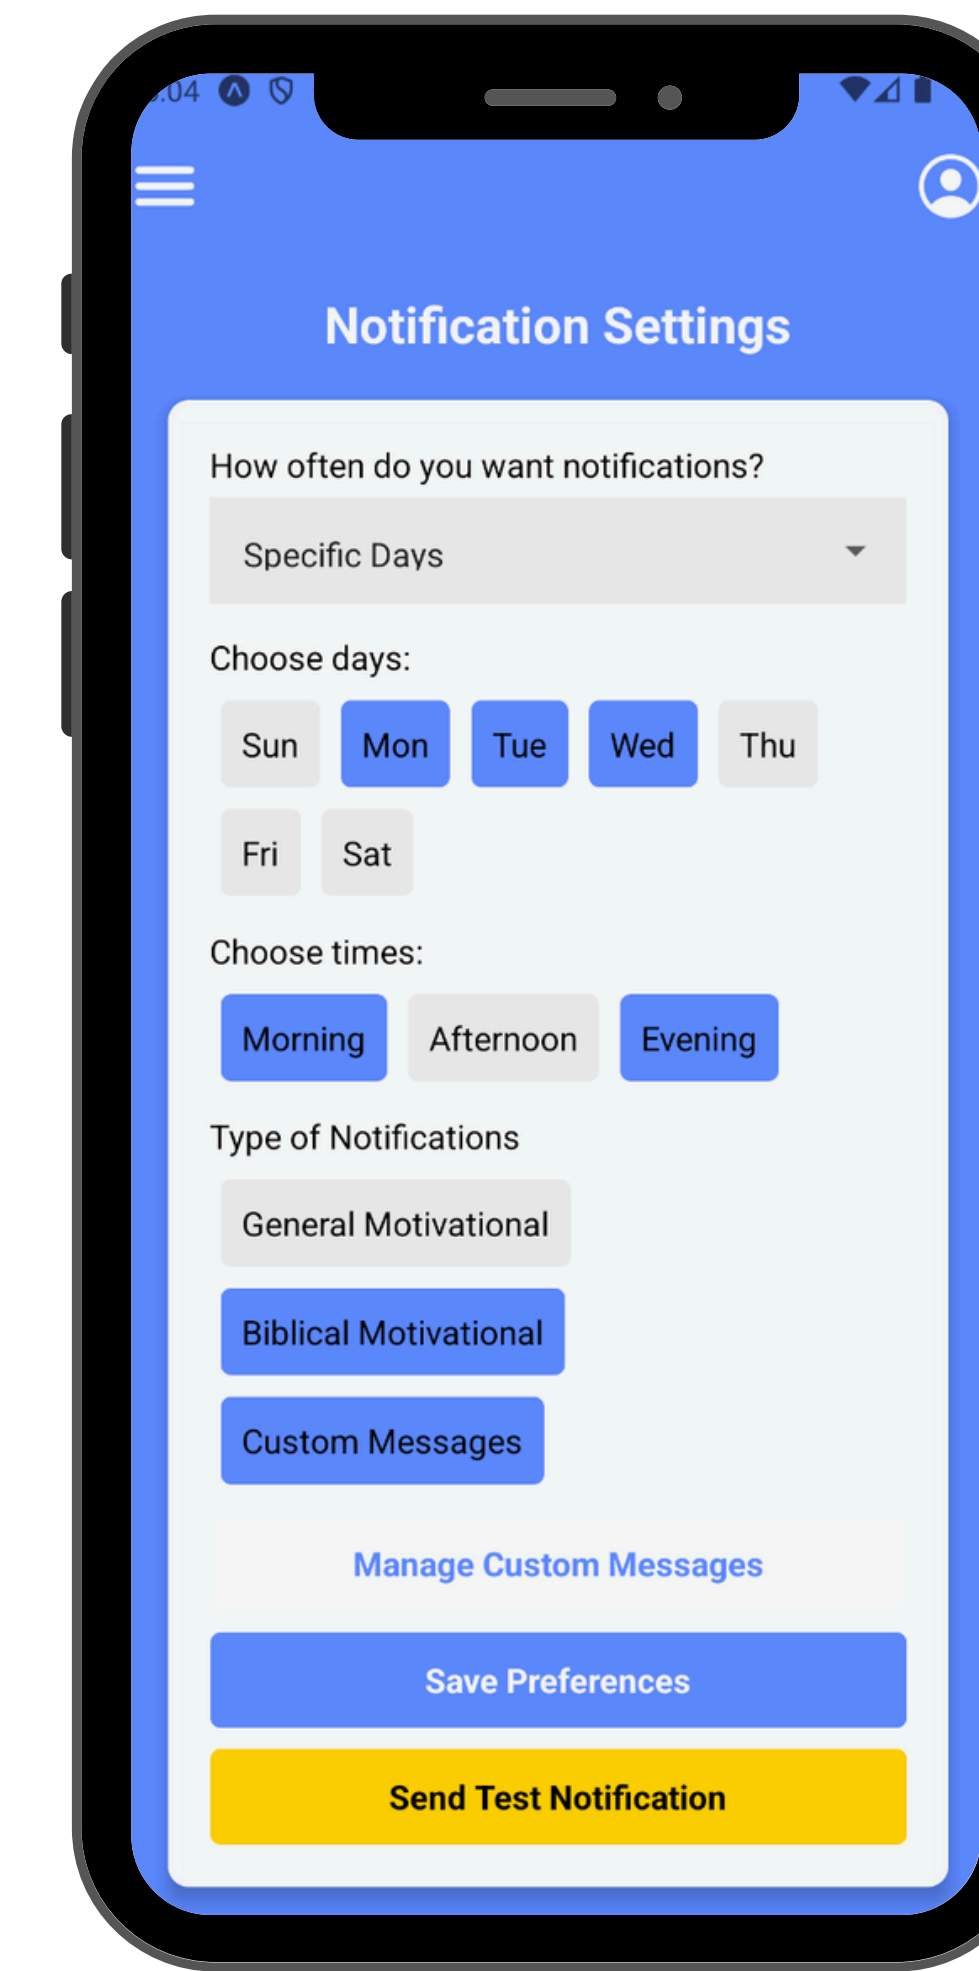 :04
Notification Settings
How often do you want notifications?
Specific Days
Choose days:
Sun Mon Tue Wed Thu
Fri Sat
Choose times:
Morning Afternoon Evening
Type of Notifications
General Motivational
Biblical Motivational
Custom Messages
Manage Custom Messages
Save Preferences
Send Test Notification